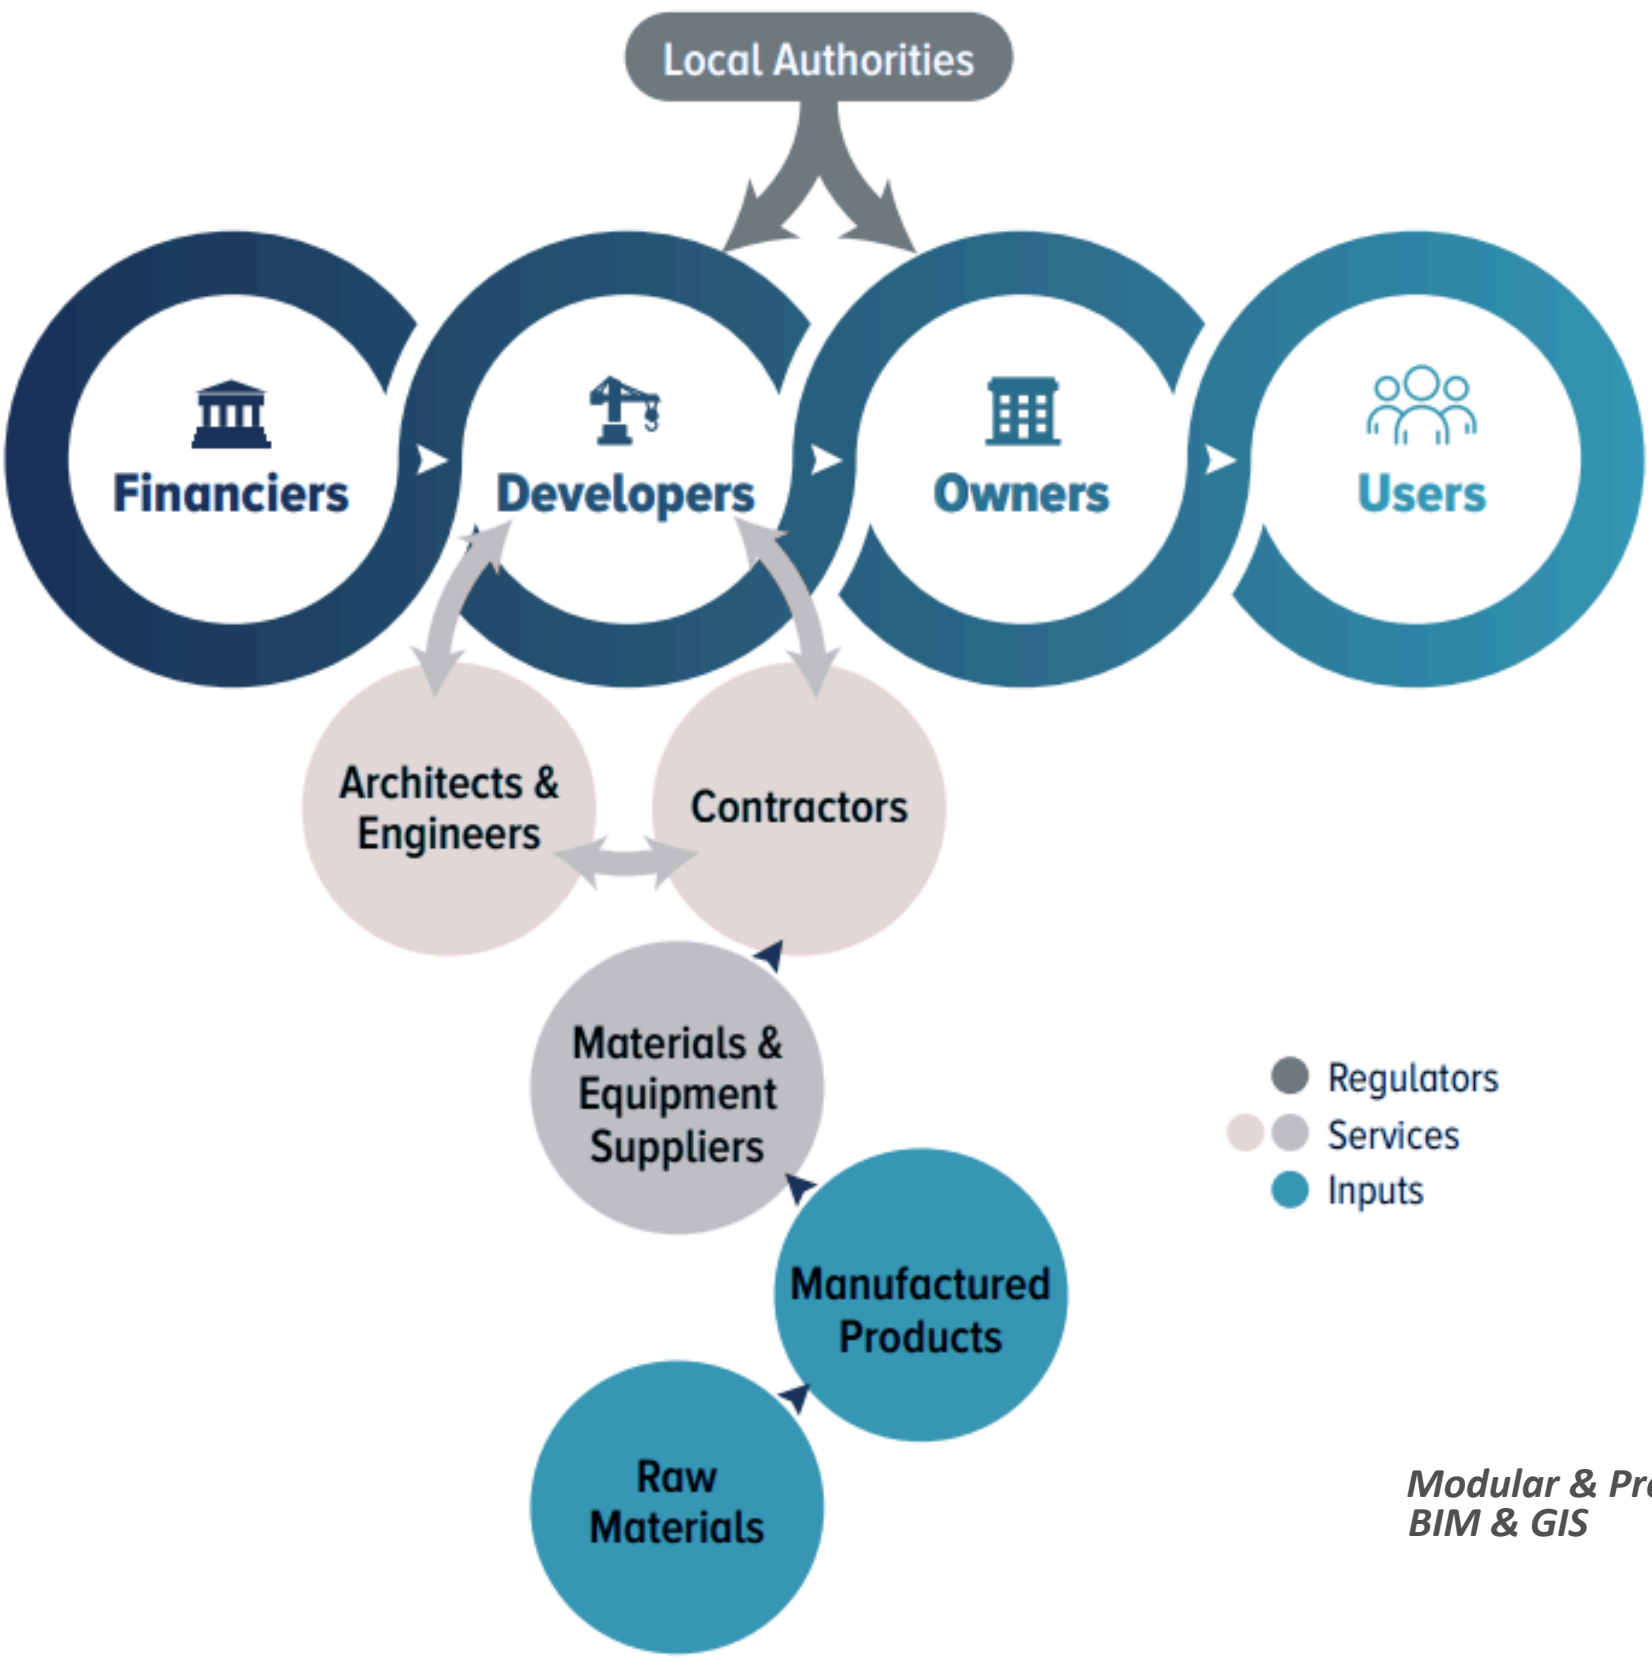 Local Authorities
Financiers
Developers
Owners
Users
Architects &
Engineers
Contractors
Materials &
Equipment
Suppliers
Regulators
Services
Inputs
Manufactured
Products
Raw
Materials
Modular &
BIM & GIS